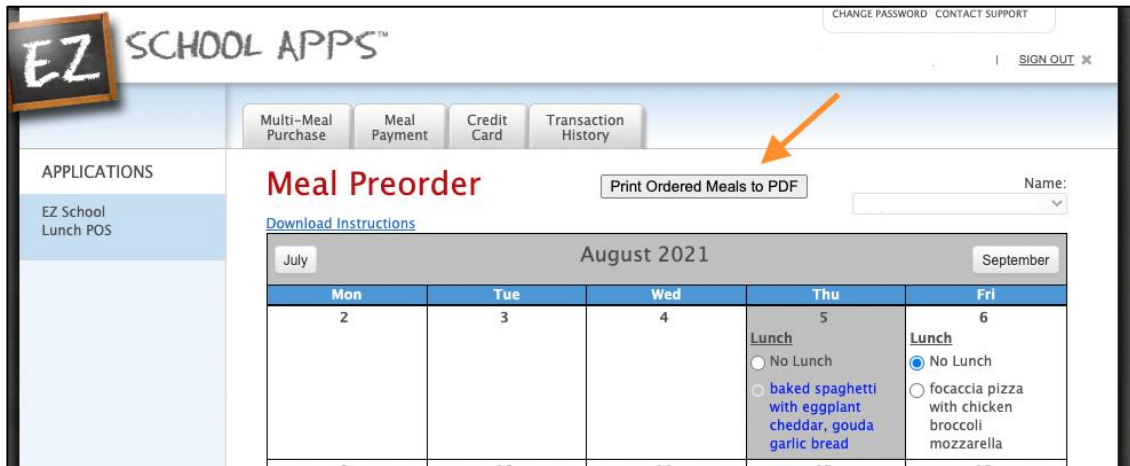 CHANGE PASSWORD CONTACT SUPPORT
EZ SCHOOL APPS™
| SIGN OUT ✖
Multi-Meal Purchase
Meal Payment
Credit Card
Transaction History
APPLICATIONS
EZ School
Lunch POS
Meal Preorder
Print Ordered Meals to PDF
Name:
Download Instructions
July
August 2021
September
Mon Tue Wed Thu Fri
2 3 4 5 6
Lunch
No Lunch
baked spaghetti
with eggplant
cheddar, gouda
garlic bread
Lunch
No Lunch
focaccia pizza
with chicken
broccoli
mozzarella